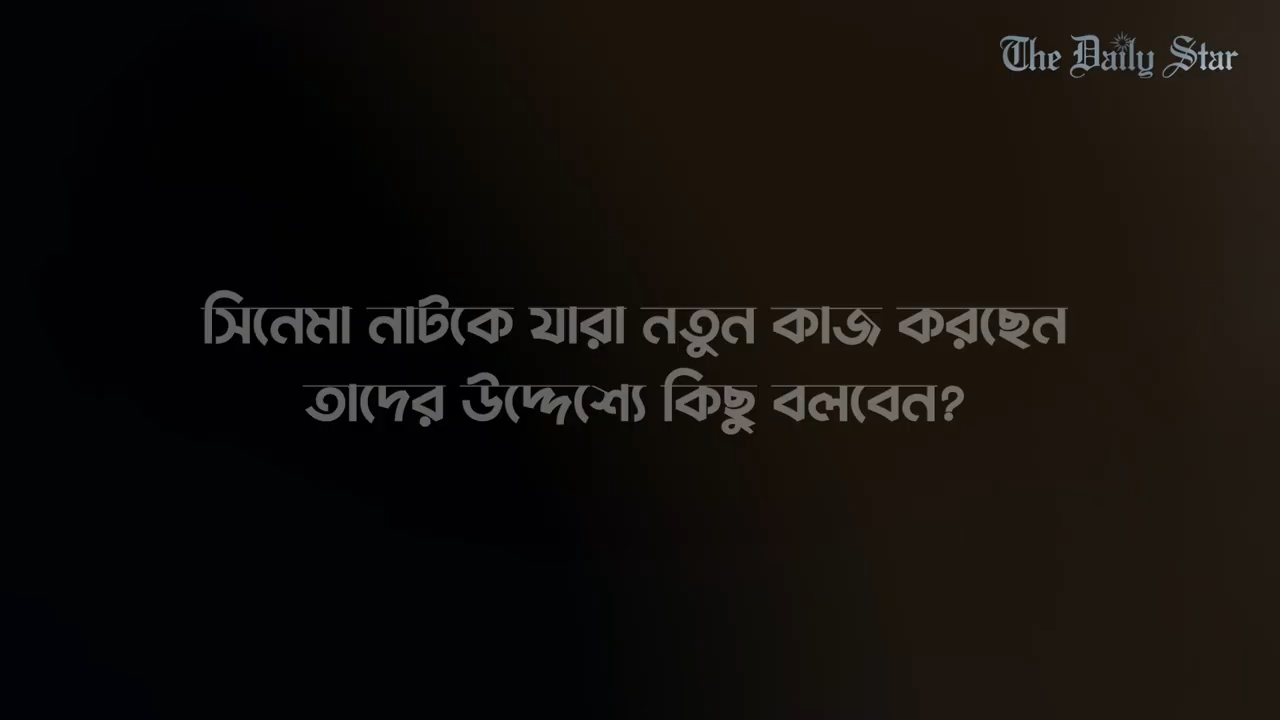 The Daily Star
সিনেমা নাটকে যারা নতুন কাজ করছেন
তাদের উদ্দেশ্যে কিছু বলবেন?